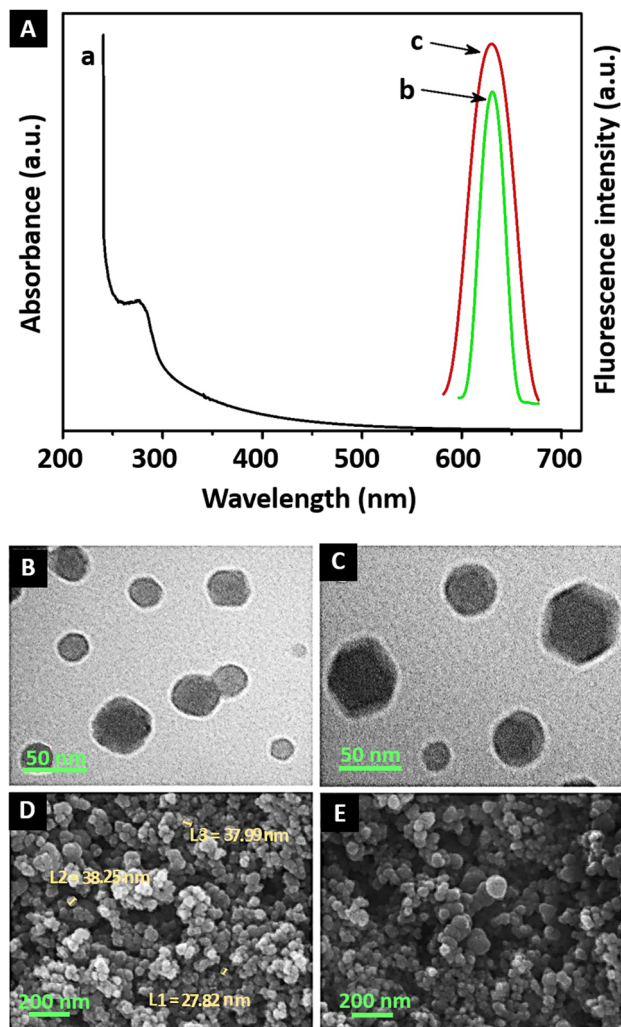 A
a
c
b
Absorbance (a.u.)
Fluorescence intensity (a.u.)
200 300 400 500 600 700
Wavelength (nm)
B
50 nm
C
50 nm
D
L3 = 37.99 nm
L2 = 38.25 nm
L1 = 27.82 nm
200 nm
E
200 nm